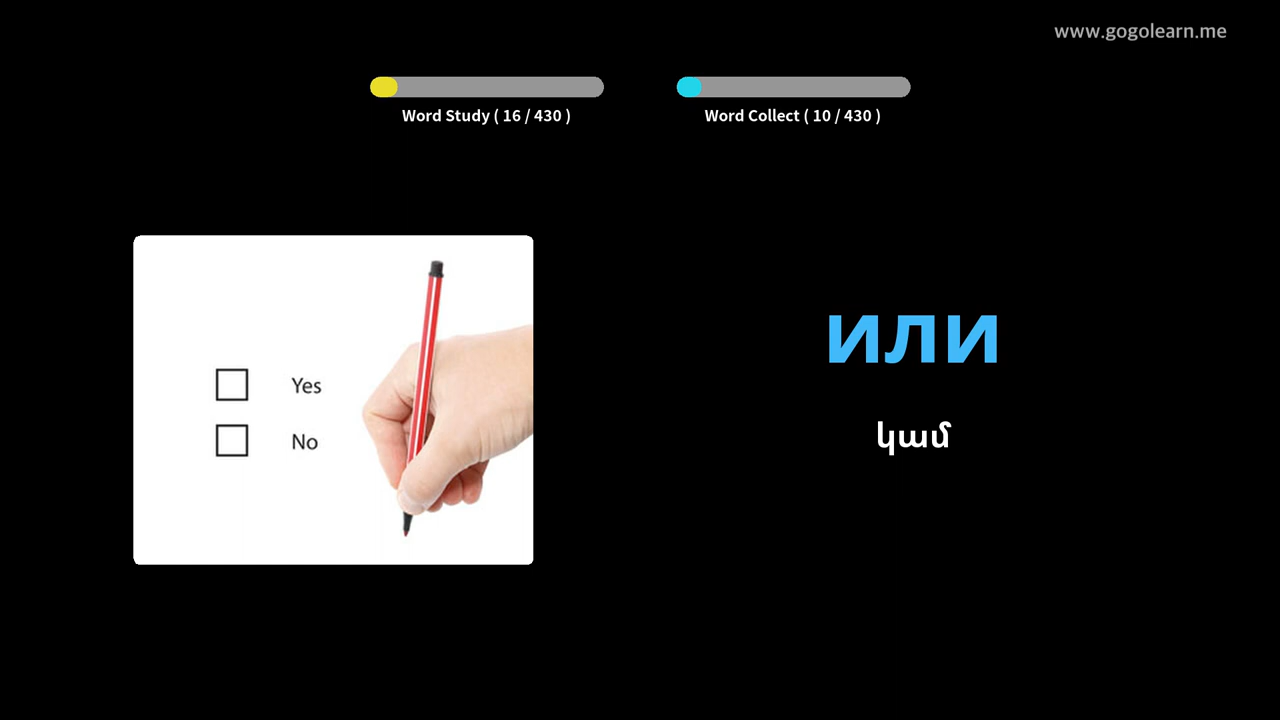 www.gogolearn.me
Word Study ( 16 / 430 )
Word Collect ( 10 / 430 )
Yes
No
или
կամ